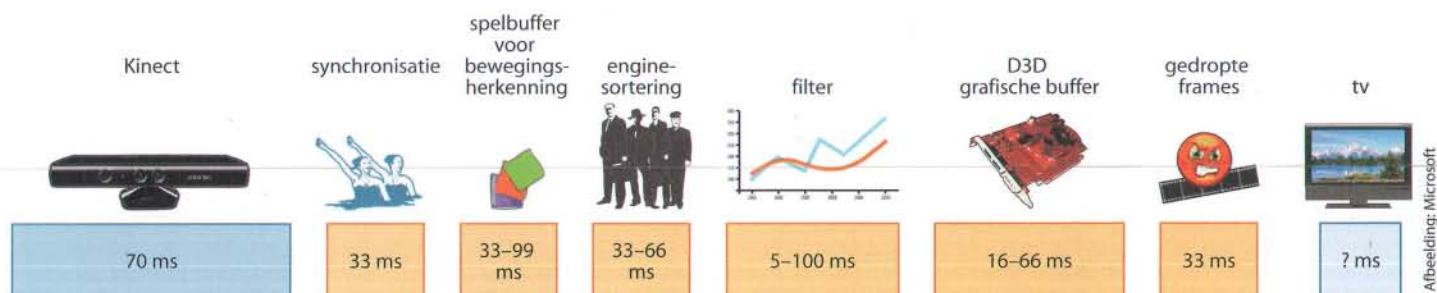 Kinect
synchronisatie
spelbuffer
voor
bewegings-
herkenning
engine-
sortering
filter
D3D
grafische buffer
gedropte
frames
tv
70 ms
33 ms
33–99
ms
33–66
ms
5–100 ms
16–66 ms
33 ms
? ms
Afbeelding: Microsoft